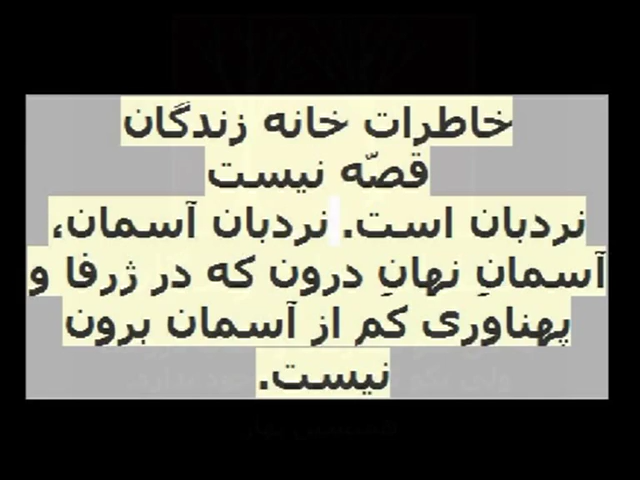 خاطرات خانه زندگان
قصّه نیست
نردبان است. نردبان آسمان،
آسمانِ نهانِ درون که در ژرفا و
پهناوری کم از آسمان برون
نیست.